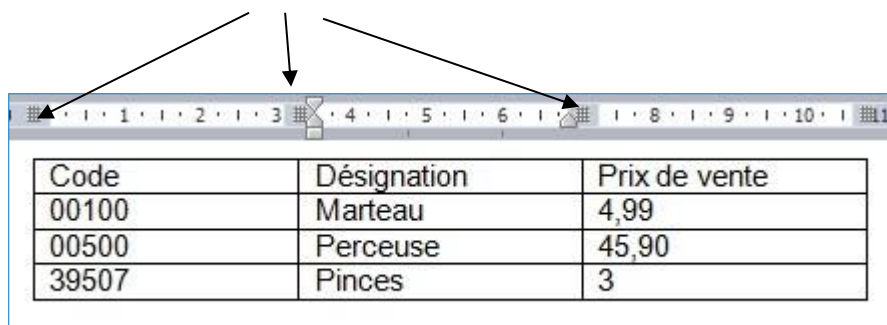 1 2 3 4 5 6 8 9 10 11
Code Désignation Prix de vente
00100 Marteau 4,99
00500 Perceuse 45,90
39507 Pinces 3